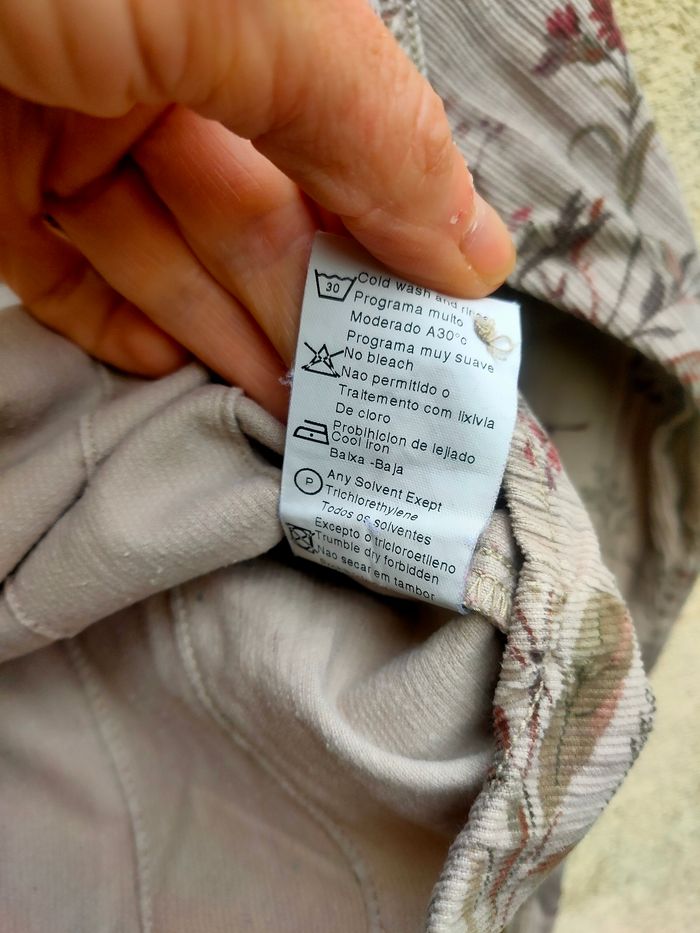 30
Cold wash and
Programa muito
Moderado A30°c
Programa muy suave
No bleach
Nao permitido o
Traitemento com lixivia
De cloro
Probihicion de lejiado
Cool iron
Baixa -Baja
P
Any Solvent Exept
Trichlorethylene
Todos os solventes
Excepto o tricloroetileno
Trumble dry forbidden
Nao secar em tambor